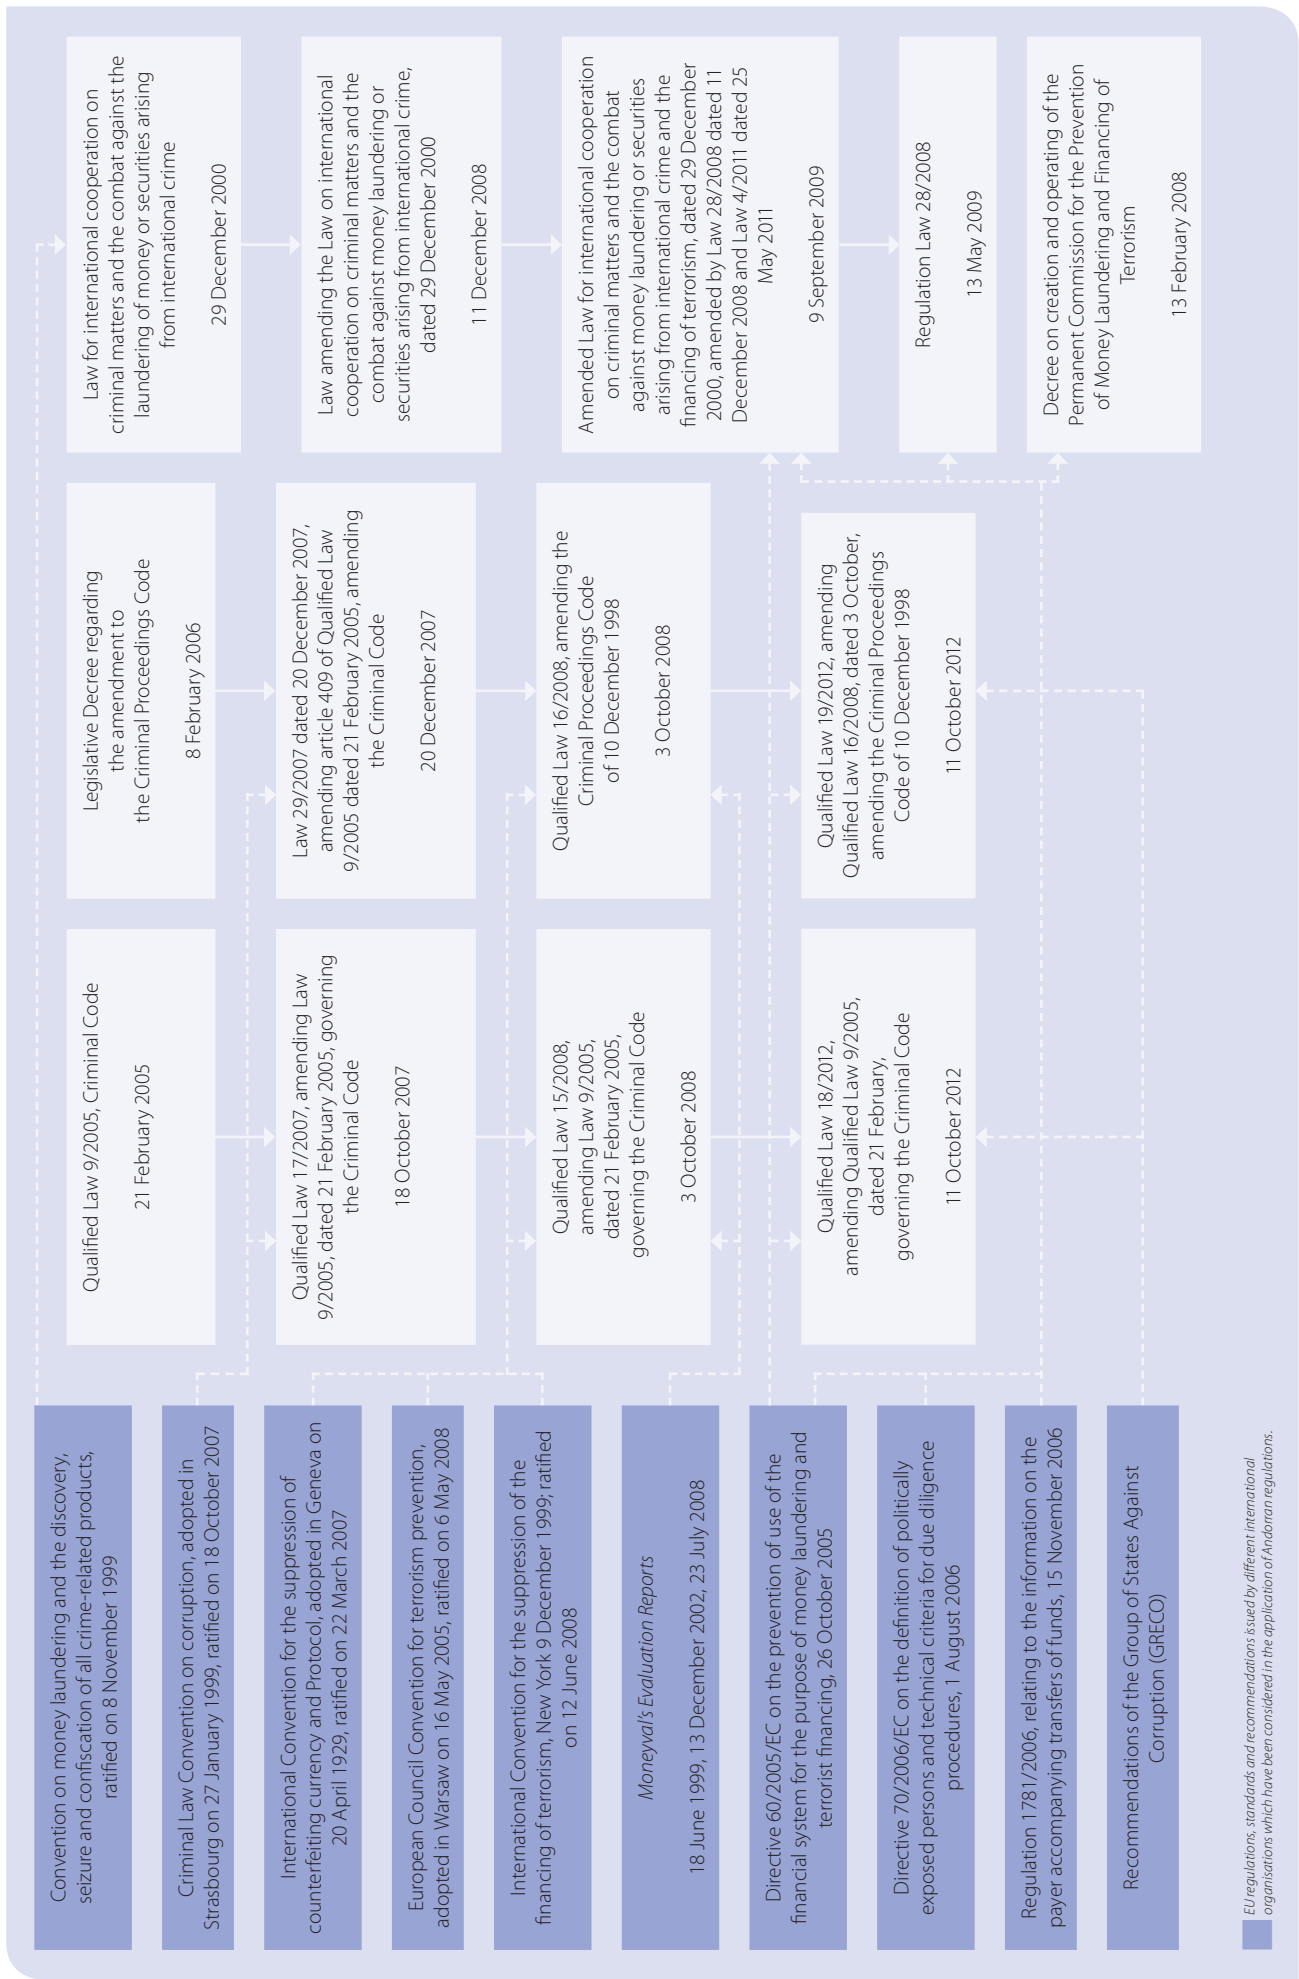 Convention on money laundering and the discovery,
seizure and confiscation of all crime-related products,
ratified on 8 November 1999
Criminal Law Convention on corruption, adopted in
Strasbourg on 27 January 1999, ratified on 18 October 2007
International Convention for the suppression of
counterfeiting currency and Protocol, adopted in Geneva on
20 April 1929, ratified on 22 March 2007
European Council Convention for terrorism prevention,
adopted in Warsaw on 16 May 2005, ratified on 6 May 2008
International Convention for the suppression of the
financing of terrorism, New York 9 December 1999; ratified
on 12 June 2008
Moneyval's Evaluation Reports
18 June 1999, 13 December 2002, 23 July 2008
Directive 60/2005/EC on the prevention of use of the
financial system for the purpose of money laundering and
terrorist financing, 26 October 2005
Directive 70/2006/EC on the definition of politically
exposed persons and technical criteria for due diligence
procedures, 1 August 2006
Regulation 1781/2006, relating to the information on the
payer accompanying transfers of funds, 15 November 2006
Recommendations of the Group of States Against
Corruption (GRECO)
Qualified Law 9/2005, Criminal Code
21 February 2005
Qualified Law 17/2007, amending Law
9/2005, dated 21 February 2005, governing
the Criminal Code
18 October 2007
Qualified Law 15/2008,
amending Law 9/2005,
dated 21 February 2005,
governing the Criminal Code
3 October 2008
Qualified Law 18/2012,
amending Qualified Law 9/2005,
dated 21 February,
governing the Criminal Code
11 October 2012
Legislative Decree regarding
the amendment to
the Criminal Proceedings Code
8 February 2006
Law 29/2007 dated 20 December 2007,
amending article 409 of Qualified Law
9/2005 dated 21 February 2005, amending
the Criminal Code
20 December 2007
Qualified Law 16/2008, amending the
Criminal Proceedings Code
of 10 December 1998
3 October 2008
Qualified Law 19/2012, amending
Qualified Law 16/2008, dated 3 October,
amending the Criminal Proceedings
Code of 10 December 1998
11 October 2012
Law for international cooperation on
criminal matters and the combat against the
laundering of money or securities arising
from international crime
29 December 2000
Law amending the Law on international
cooperation on criminal matters and the
combat against money laundering or
securities arising from international crime,
dated 29 December 2000
11 December 2008
Amended Law for international cooperation
on criminal matters and the combat
against money laundering or securities
arising from international crime and the
financing of terrorism, dated 29 December
2000, amended by Law 28/2008 dated 11
December 2008 and Law 4/2011 dated 25
May 2011
9 September 2009
Regulation Law 28/2008
13 May 2009
Decree on creation and operating of the
Permanent Commission for the Prevention
of Money Laundering and Financing of
Terrorism
13 February 2008
EU regulations, standards and recommendations issued by different international
organisations which have been considered in the application of Andorran regulations.